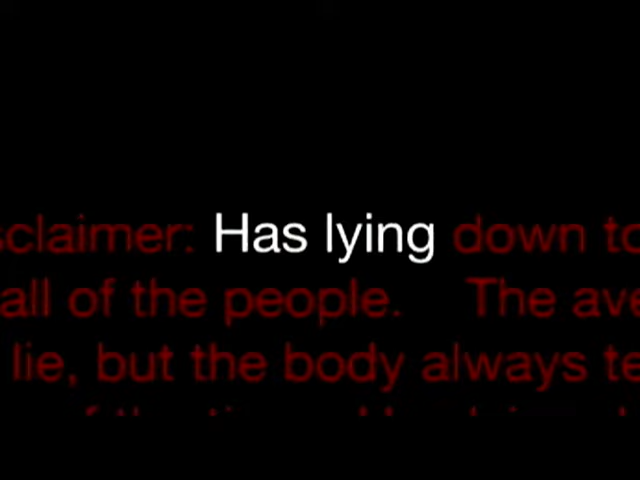 sclaimer: Has lying down to
all of the people. The ave
lie, but the body always te